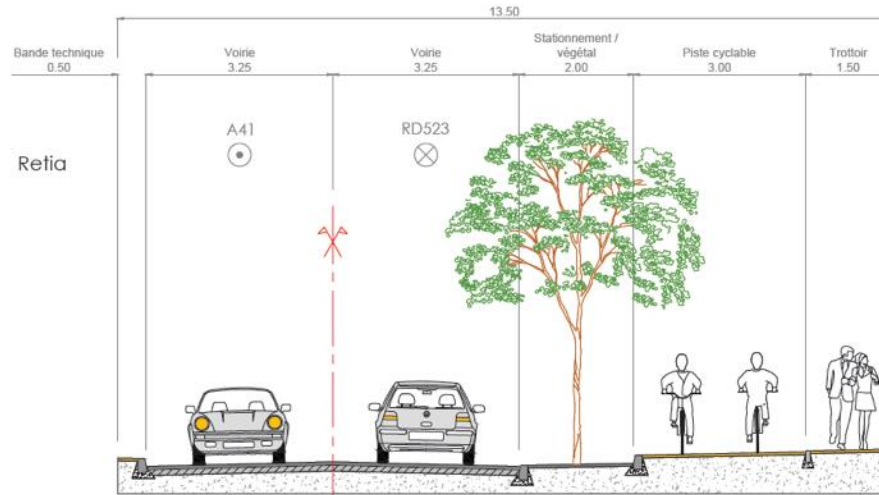 13.50
Bande technique
0.50
Voirie
3.25
Voirie
3.25
Stationnement /
végétal
2.00
Piste cyclable
3.00
Trottoir
1.50
A41
RD523
Retia